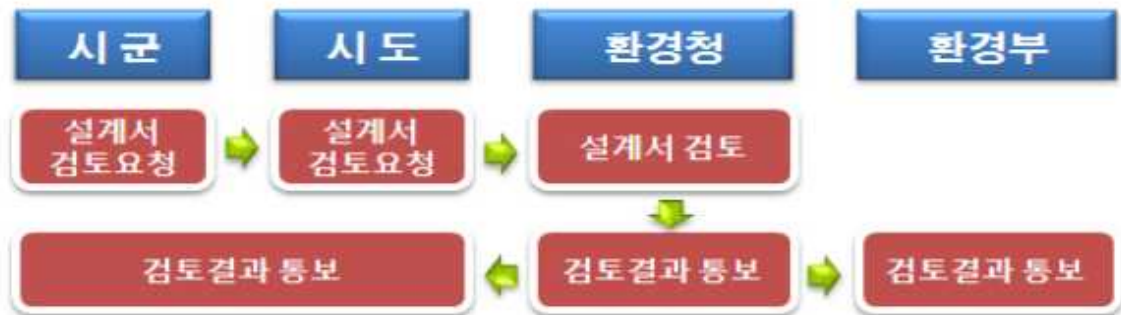 시 군
시 도
환경청
환경부
설계서
검토요청
설계서
검토요청
설계서 검토
검토결과 통보
검토결과 통보
검토결과 통보